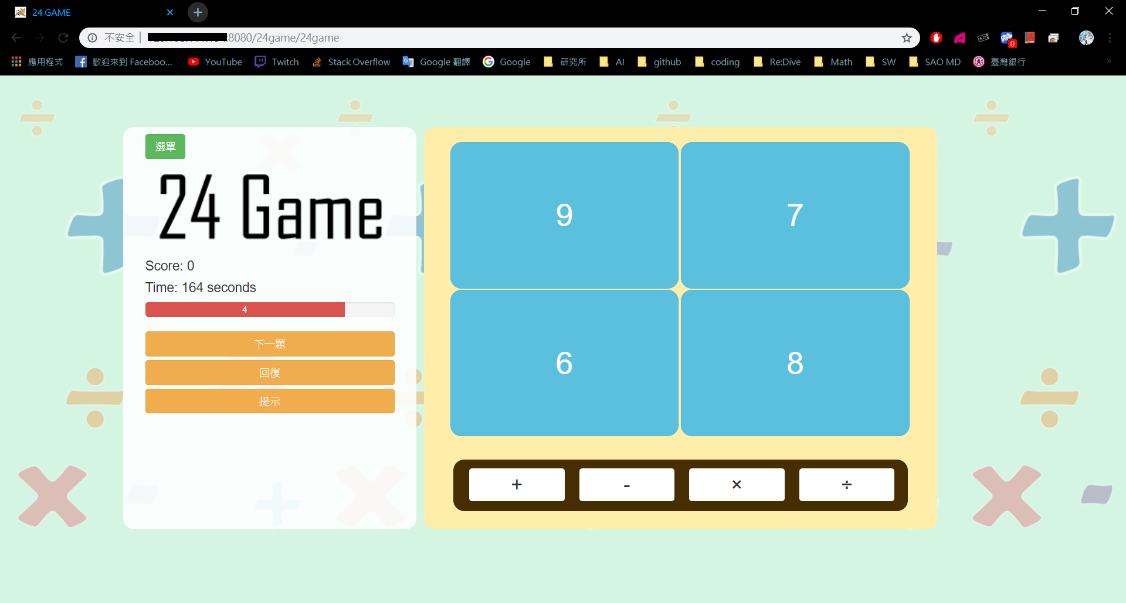 24 GAME
不安全 | :8080/24game/24game
應用程式 歡迎來到 Faceboo... YouTube Twitch Stack Overflow Google 翻譯 Google 研究所 AI github coding Re:Dive Math SW SAO MD 臺灣銀行
選單
24 Game
Score: 0
Time: 164 seconds
4
下一題
回復
提示
9 7
6 8
+ - × ÷